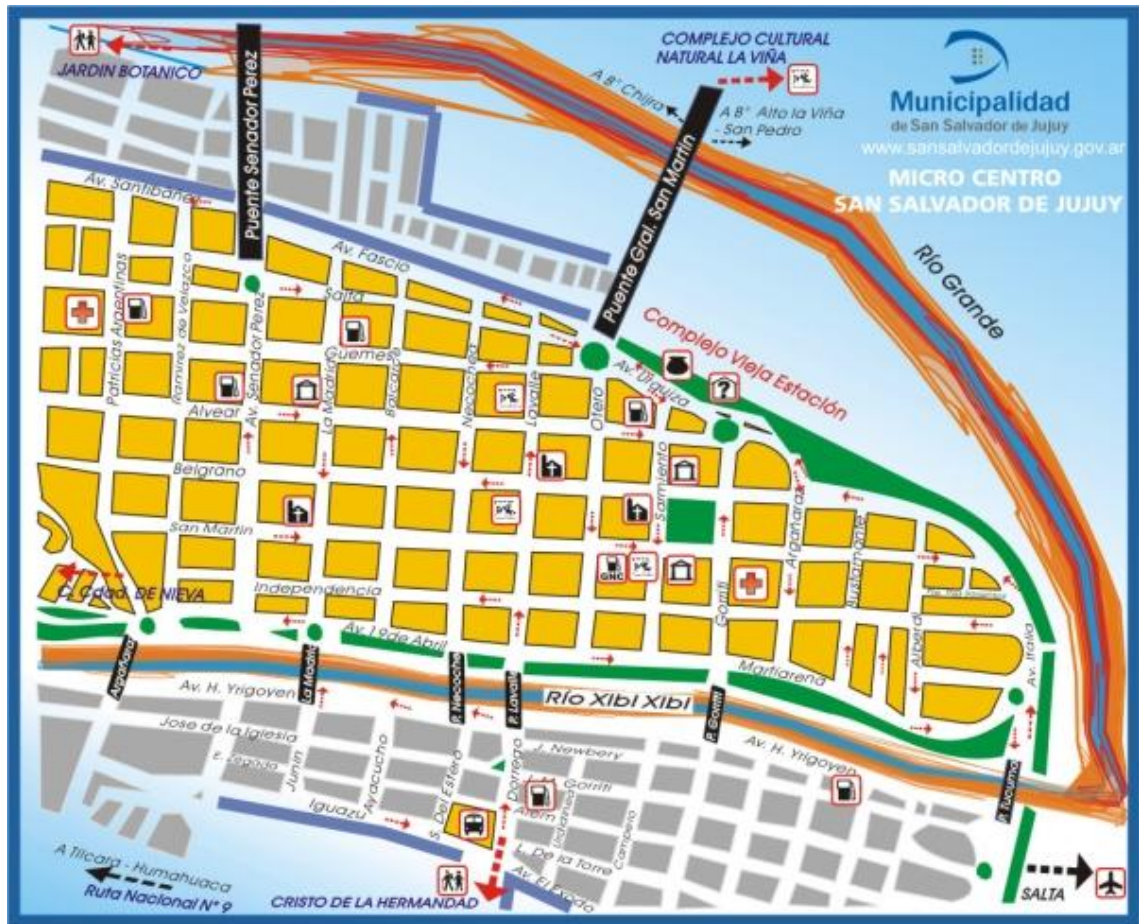 JARDIN BOTANICO
Puente Senador Perez
COMPLEJO CULTURAL
NATURAL LA VIÑA
A Bº Chijra
A Bº Alto la Viña
- San Pedro
Puente Gral. San Martin
Municipalidad
de San Salvador de Jujuy
www.sansalvadordejujuy.gov.ar
MICRO CENTRO
SAN SALVADOR DE JUJUY
Río Grande
Av. Santibañez
Av. Fascio
Salta
Patricias Argentinas
Ramirez de Velazco
Av. Senador Perez
Guemes
La Madrid
Balcarce
Necochea
Lavalle
Otero
Av. Urquiza
Complejo Vieja Estación
?
Alvear
Belgrano
Sarmiento
San Martin
GNC
Gorriti
Argañaraz
Bustamante
C. Cdad. DE NIEVA
Independencia
Alberdi
Av. Italia
Av. 19 de Abril
Martiarena
Argañaraz
La Madrid
P. Necochea
P. Lavalle
P. Gorriti
P. Tucuman
Río XIbI XIbI
Av. H. Yrigoyen
Jose de la Iglesia
Junin
Ayacucho
S. Del Estero
Dorrego
J. Newbery
Av. H. Yrigoyen
Gorriti
Alem
Iguazú
Campero
L. De la Torre
Av. El Exodo
A Tilcara - Humahuaca
Ruta Nacional Nº 9
CRISTO DE LA HERMANDAD
SALTA